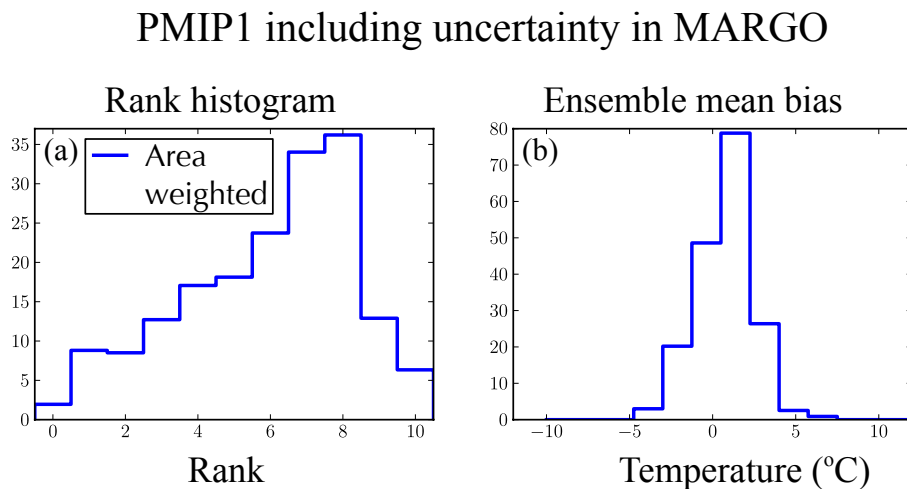 PMIP1 including uncertainty in MARGO
Rank histogram
(a)
Area
weighted
35
30
25
20
15
10
5
0
0 2 4 6 8 10
Rank
Ensemble mean bias
(b)
80
70
60
50
40
30
20
10
0
−10 −5 0 5 10
Temperature (°C)